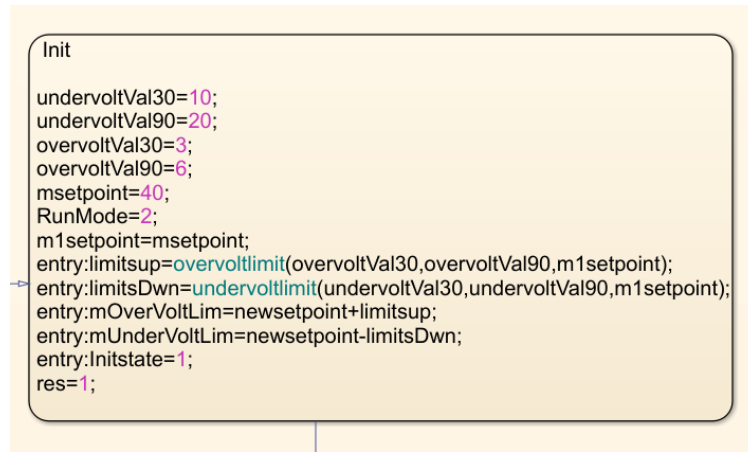 Init
undervoltVal30=10;
undervoltVal90=20;
overvoltVal30=3;
overvoltVal90=6;
msetpoint=40;
RunMode=2;
m1setpoint=msetpoint;
entry:limitsup=overvoltlimit(overvoltVal30,overvoltVal90,m1setpoint);
entry:limitsDwn=undervoltlimit(undervoltVal30,undervoltVal90,m1setpoint);
entry:mOverVoltLim=newsetpoint+limitsup;
entry:mUnderVoltLim=newsetpoint-limitsDwn;
entry:Initstate=1;
res=1;